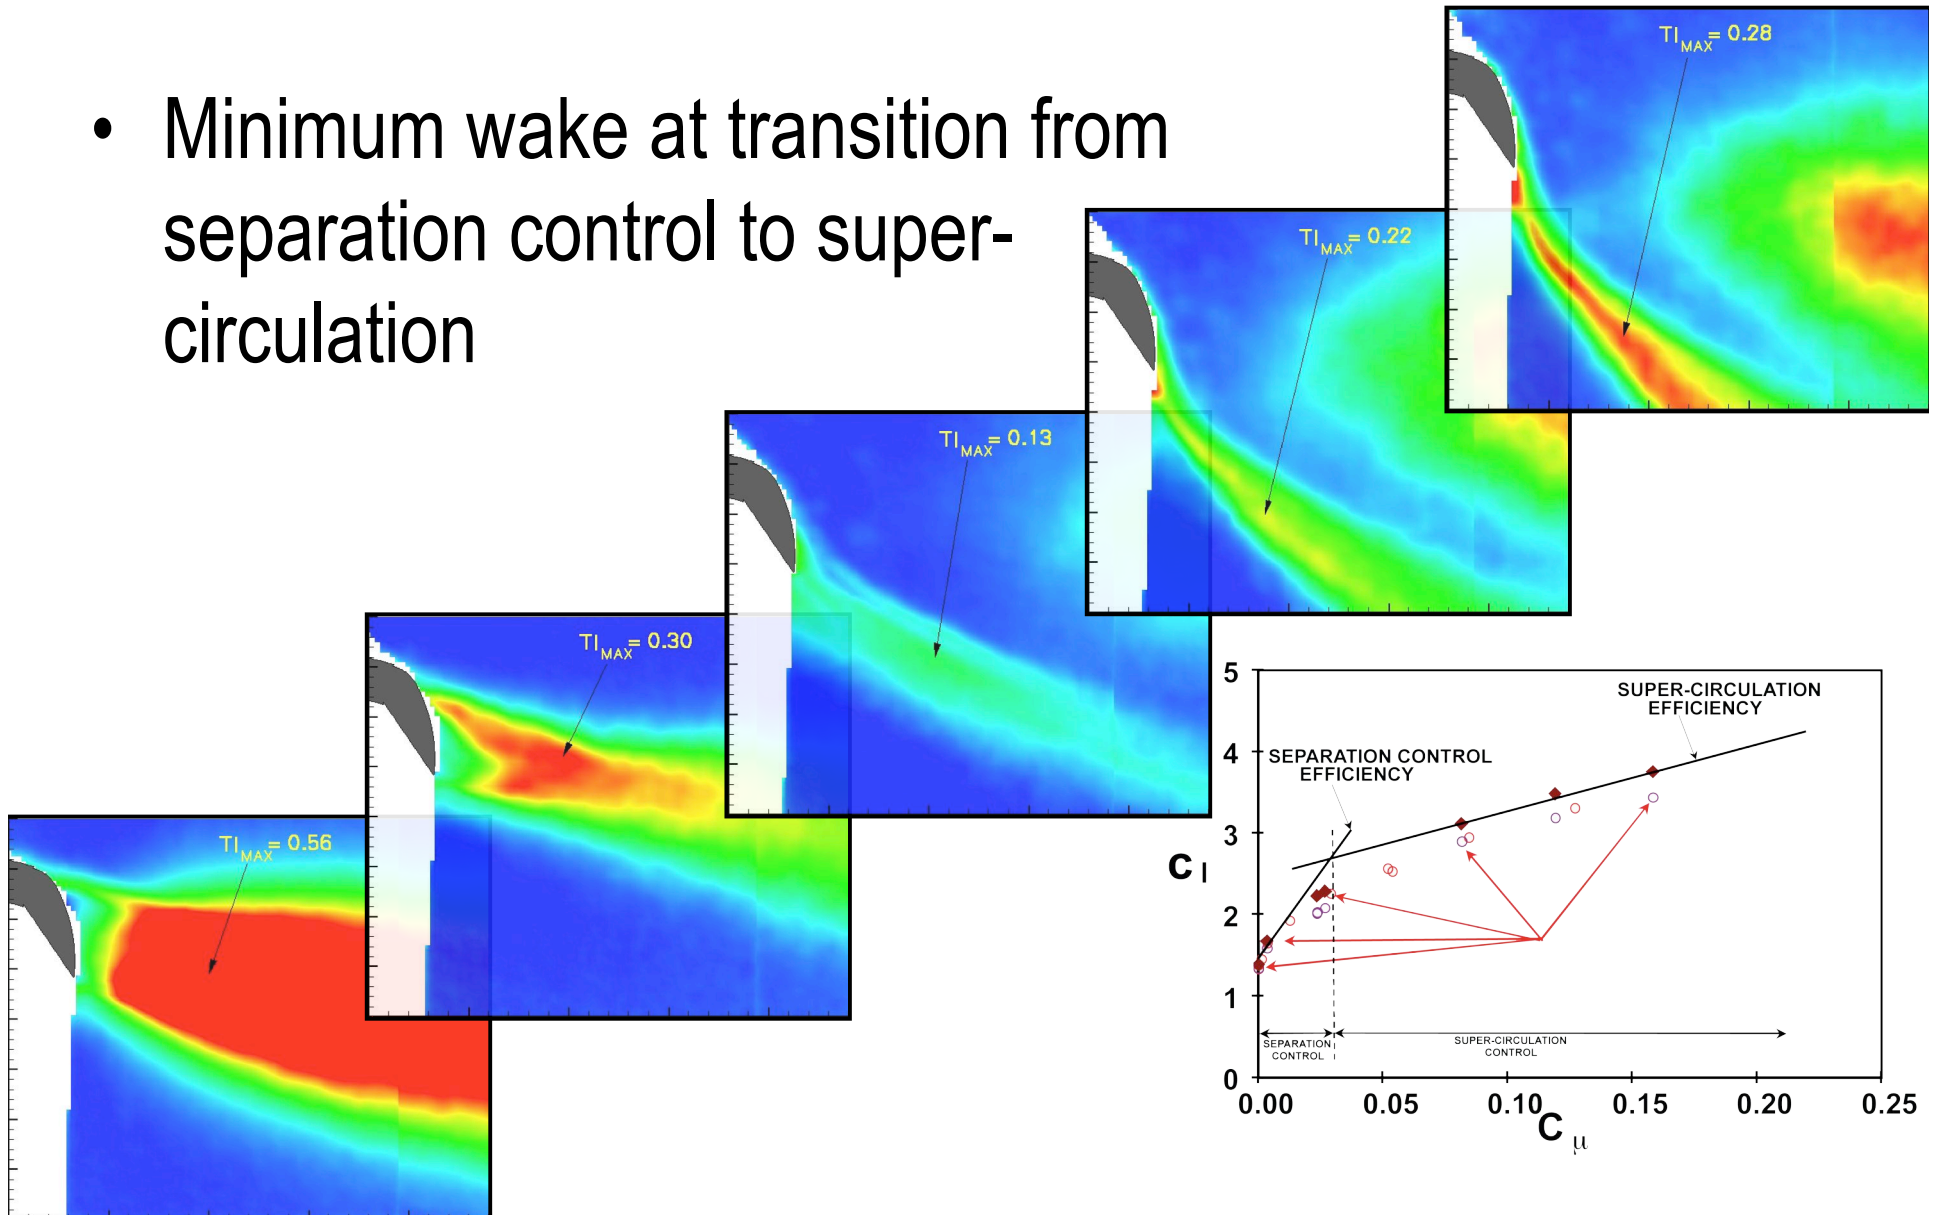 • Minimum wake at transition from
separation control to super-
circulation
TI_MAX = 0.28
TI_MAX = 0.22
TI_MAX = 0.13
TI_MAX = 0.30
TI_MAX = 0.56
5
SUPER-CIRCULATION
EFFICIENCY
4
SEPARATION CONTROL
EFFICIENCY
3
c l
2
1
SEPARATION
CONTROL
SUPER-CIRCULATION
CONTROL
0
0.00 0.05 0.10 0.15 0.20 0.25
C μ